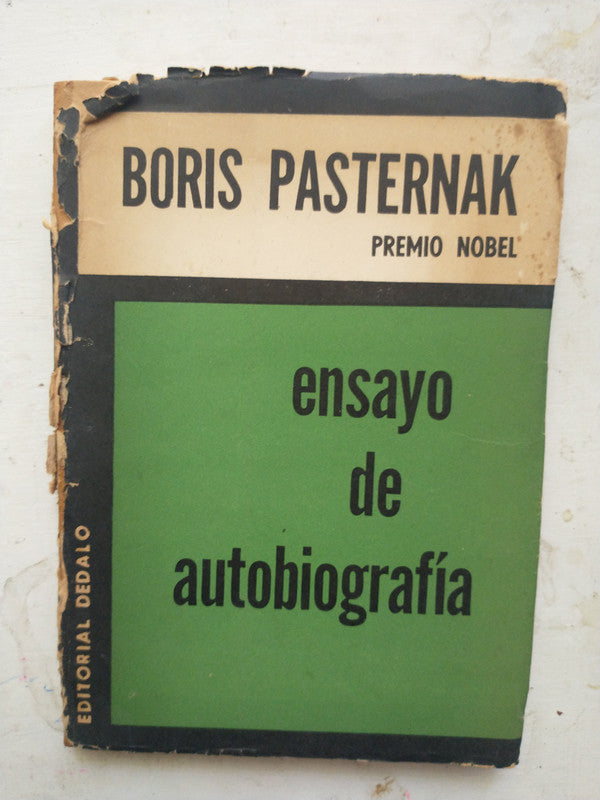 BORIS PASTERNAK
PREMIO NOBEL
ensayo
de
autobiografía
EDITORIAL DEDALO